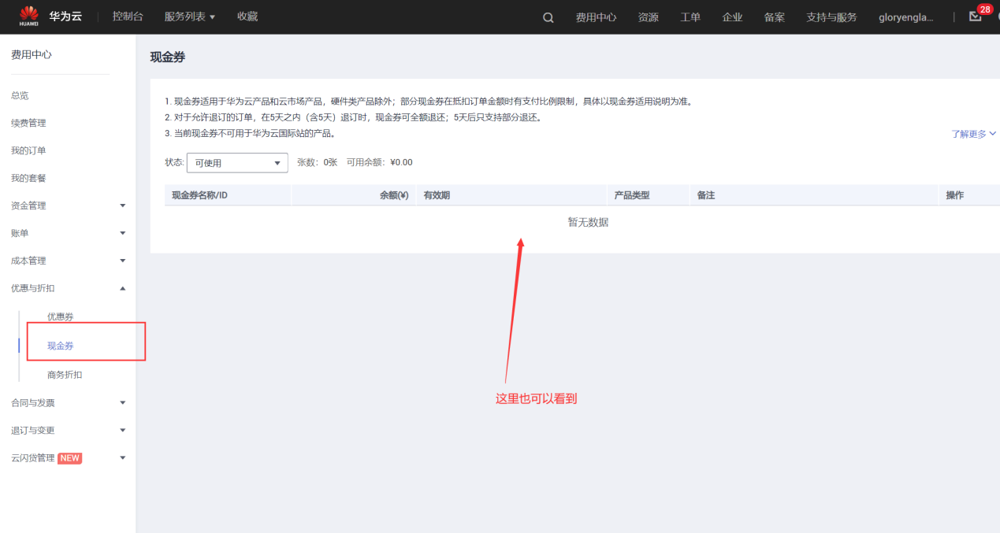 HUAWEI
华为云
控制台
服务列表
收藏
费用中心
资源
工单
企业
备案
支持与服务
gloryengla...
28
费用中心
总览
续费管理
我的订单
我的套餐
资金管理
账单
成本管理
优惠与折扣
优惠券
现金券
商务折扣
合同与发票
退订与变更
云闪贷管理 NEW
现金券
1. 现金券适用于华为云产品和云市场产品，硬件类产品除外；部分现金券在抵扣订单金额时有支付比例限制，具体以现金券适用说明为准。
2. 对于允许退订的订单，在5天之内（含5天）退订时，现金券可全额退还；5天后只支持部分退还。
3. 当前现金券不可用于华为云国际站的产品。
了解更多
状态: 可使用 张数：0张 可用余额：¥0.00
现金券名称/ID 余额(¥) 有效期 产品类型 备注 操作
暂无数据
这里也可以看到